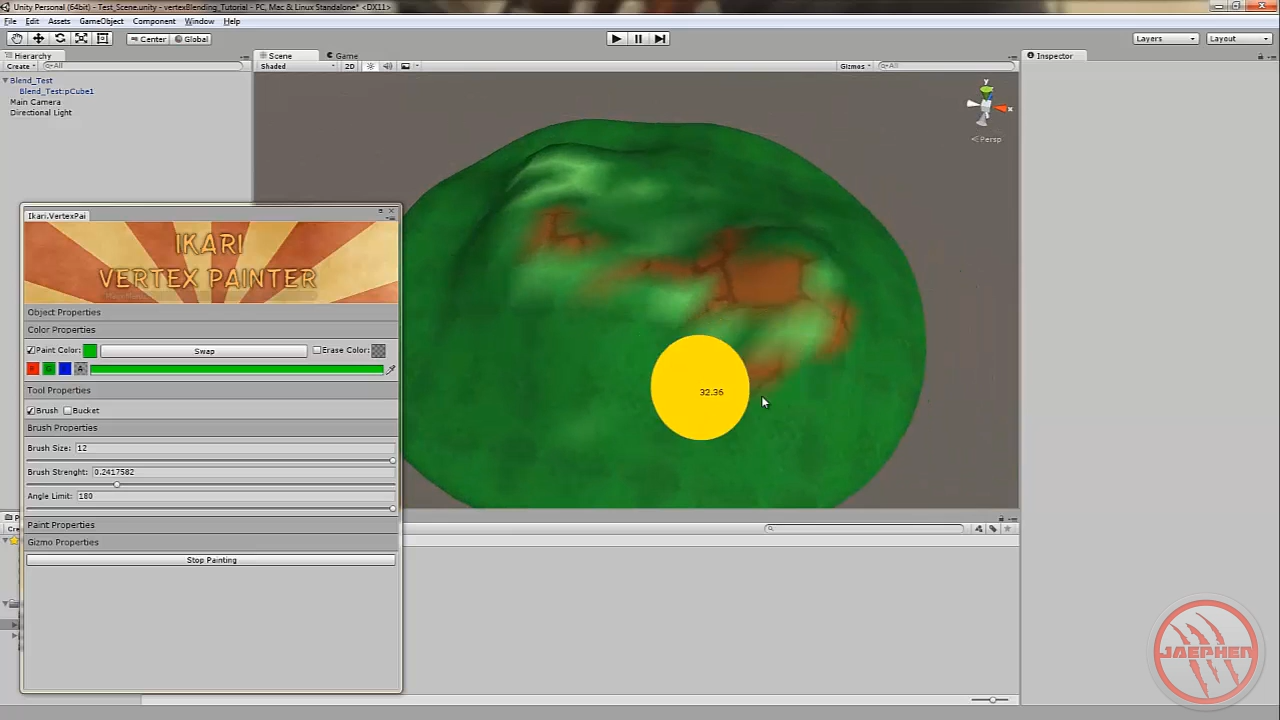 Unity Personal (64bit) - Test_Scene.unity - vertexBlending_Tutorial - PC, Mac & Linux Standalone* <DX11>
File Edit Assets GameObject Component Window Help
Center Global Layers Layout
Hierarchy Scene Game Inspector
Create All Shaded 2D Gizmos All
Blend_Test
Blend_Test:pCube1
Main Camera
Directional Light
y
x
Persp
Ikari.VertexPai
IKARI
VERTEX PAINTER
Object Properties
Color Properties
Paint Color: Swap Erase Color:
A
Tool Properties
Brush Bucket
Brush Properties
Brush Size: 12
Brush Strenght: 0.2417582
Angle Limit: 180
Paint Properties
Gizmo Properties
Stop Painting
32.36
JAEPHEN